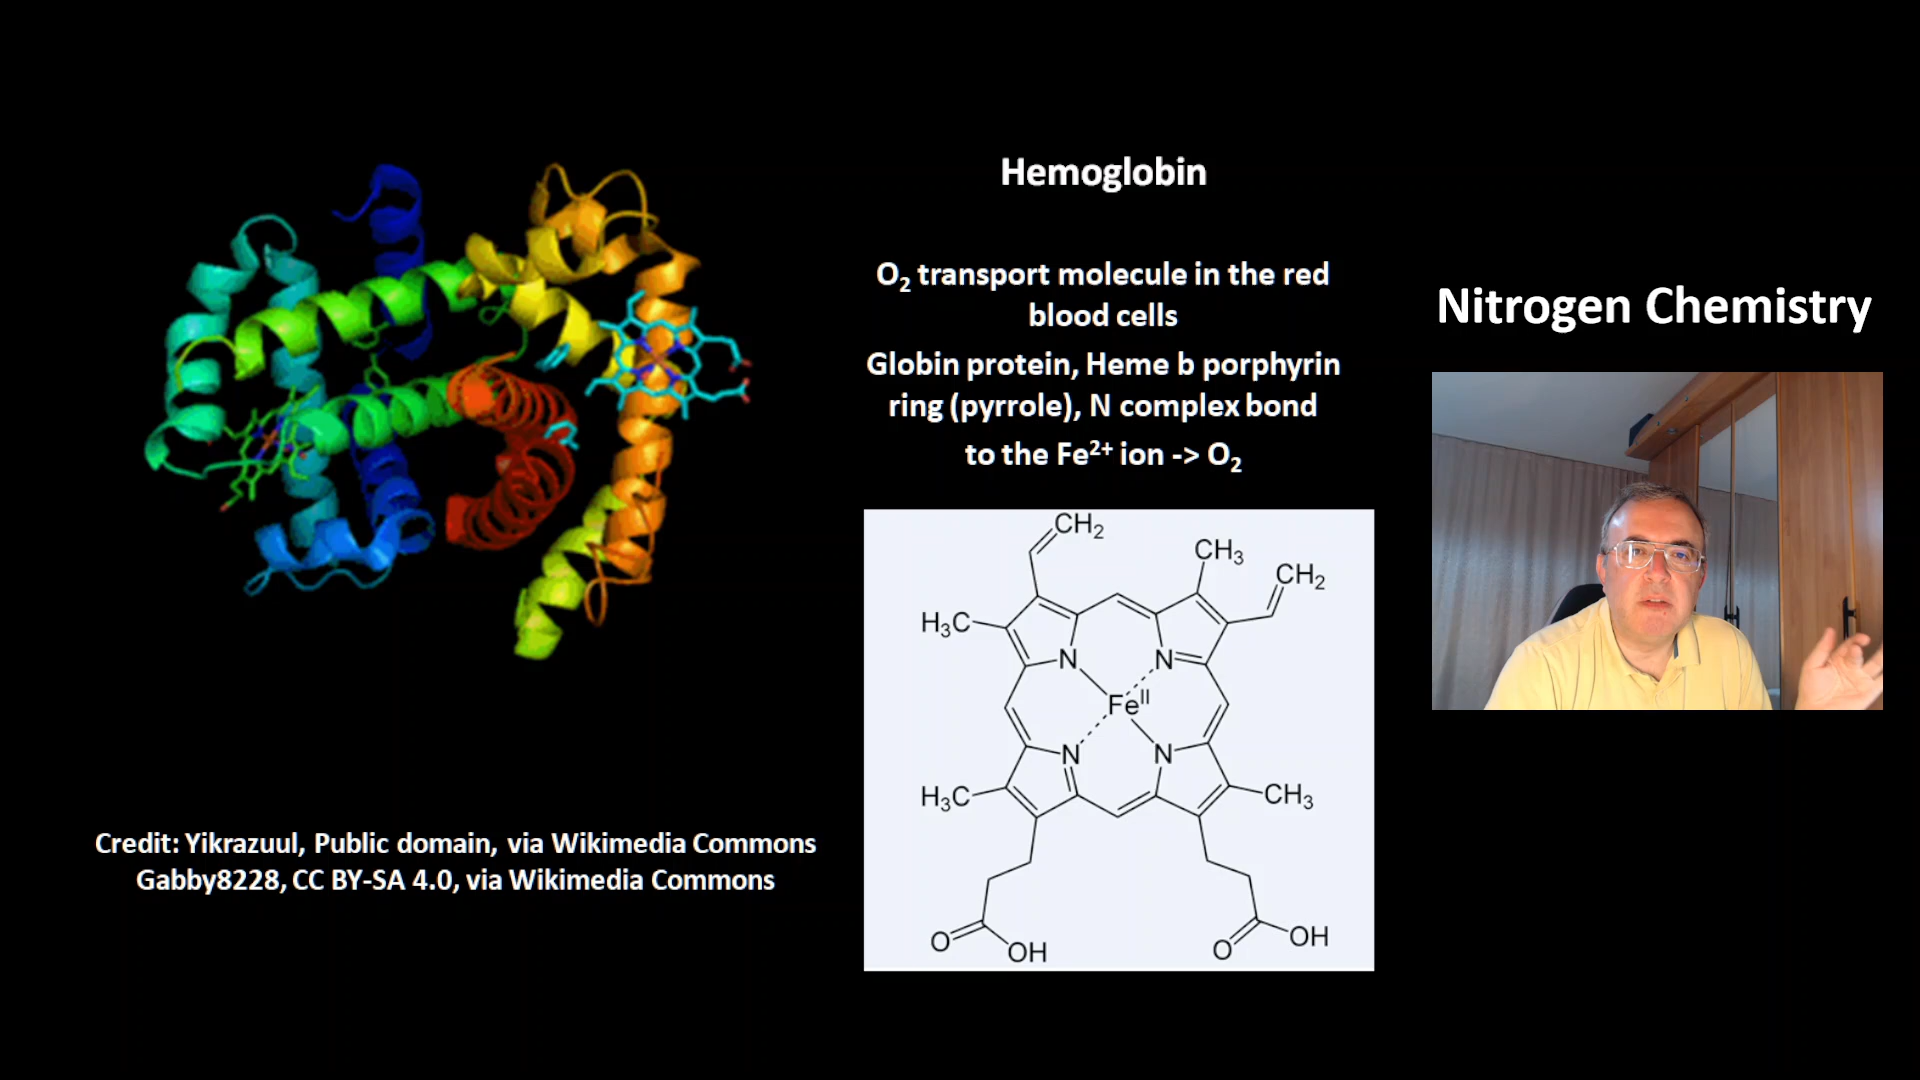 Hemoglobin
O₂ transport molecule in the red
blood cells
Globin protein, Heme b porphyrin
ring (pyrrole), N complex bond
to the Fe²⁺ ion -> O₂
Nitrogen Chemistry
CH₂
CH₃
CH₂
H₃C
N
N
Feᴵᴵ
N
N
H₃C
CH₃
O
OH
O
OH
Credit: Yikrazuul, Public domain, via Wikimedia Commons
Gabby8228, CC BY-SA 4.0, via Wikimedia Commons